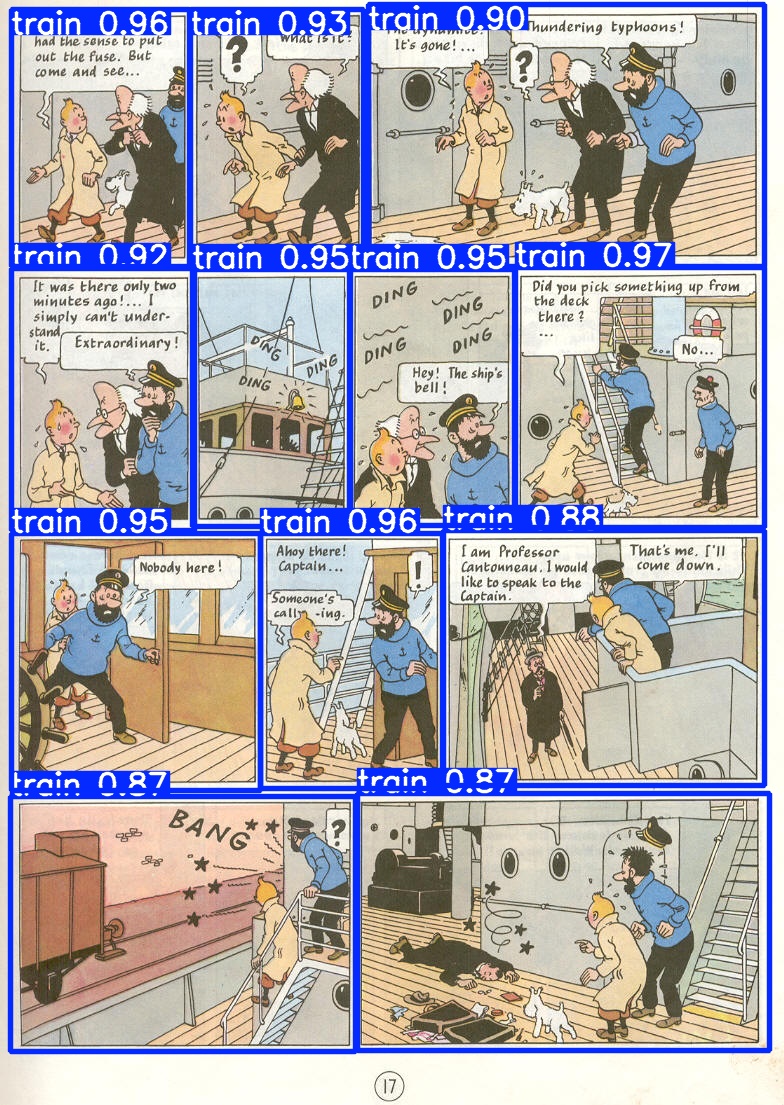 train 0.96
had the sense to put
out the fuse. But
come and see...
train 0.93
What is it?
?
train 0.90
The dynamite.
It's gone!...
Thundering typhoons!
?
train 0.92
It was there only two
minutes ago!... I
simply can't under-
stand
it.
Extraordinary!
train 0.95
DING
DING
DING
train 0.95
DING
DING
DING
DING
Hey! The ship's
bell!
train 0.97
Did you pick something up from
the deck
there?
...
No...
train 0.95
Nobody here!
train 0.96
Ahoy there!
Captain...
Someone's
call -ing.
!
train 0.88
I am Professor
Cantonneau. I would
like to speak to the
Captain.
That's me. I'll
come down.
train 0.87
BANG
?
train 0.87
17